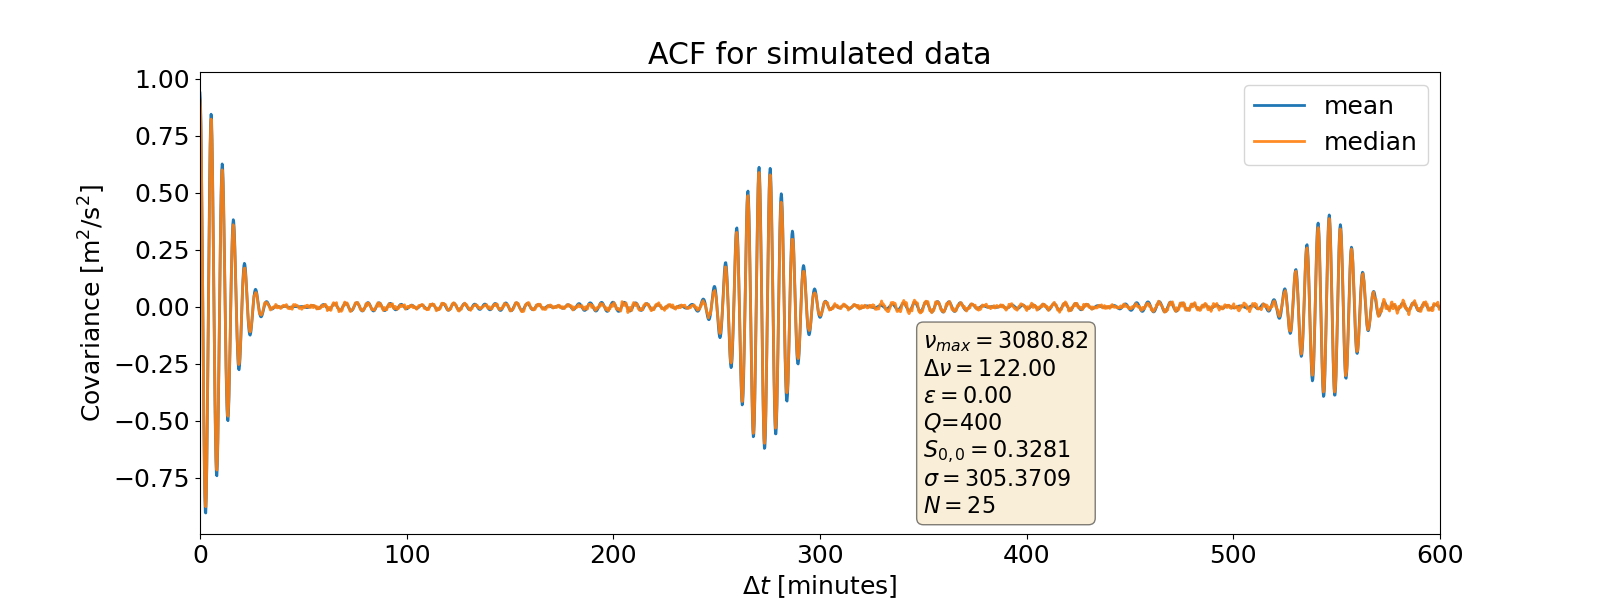 ACF for simulated data
1.00
0.75
0.50
0.25
0.00
−0.25
−0.50
−0.75
Covariance [m²/s²]
mean
median
ν_max = 3080.82
Δν = 122.00
ε = 0.00
Q=400
S_0,0 = 0.3281
σ = 305.3709
N = 25
0 100 200 300 400 500 600
Δt [minutes]